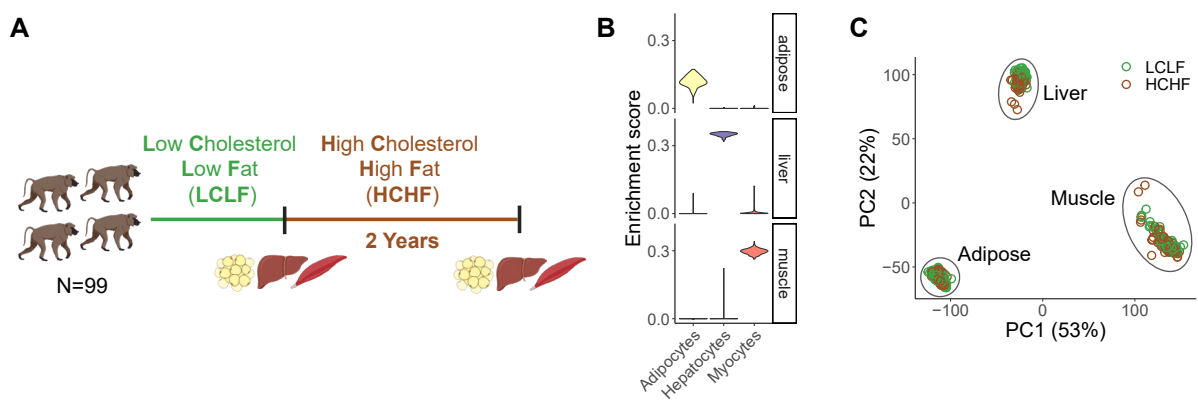 A
Low Cholesterol
Low Fat
(LCLF)
High Cholesterol
High Fat
(HCHF)
2 Years
N=99
B
Enrichment score
0.3
0.0
adipose
0.3
0.0
liver
0.3
0.0
muscle
Adipocytes
Hepatocytes
Myocytes
C
LCLF
HCHF
PC2 (22%)
100
50
0
−50
Liver
Muscle
Adipose
−100
0
100
PC1 (53%)